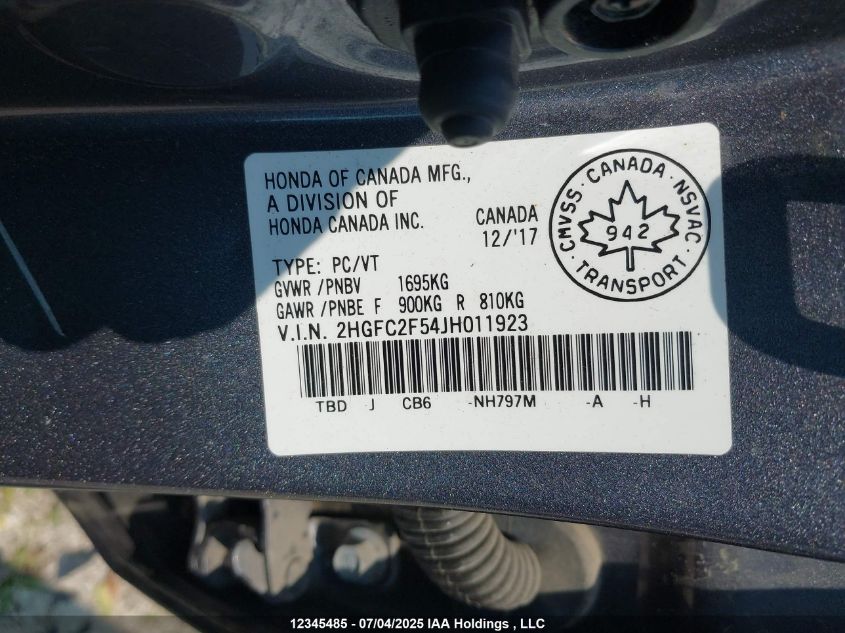 HONDA OF CANADA MFG.,
A DIVISION OF
HONDA CANADA INC. CANADA
12/'17
TYPE: PC/VT
GVWR /PNBV 1695KG
GAWR /PNBE F 900KG R 810KG
V.I.N. 2HGFC2F54JH011923
TBD J CB6 -NH797M -A -H
CMVSS · CANADA · NSVAC
942
· TRANSPORT ·
12345485 - 07/04/2025 IAA Holdings , LLC